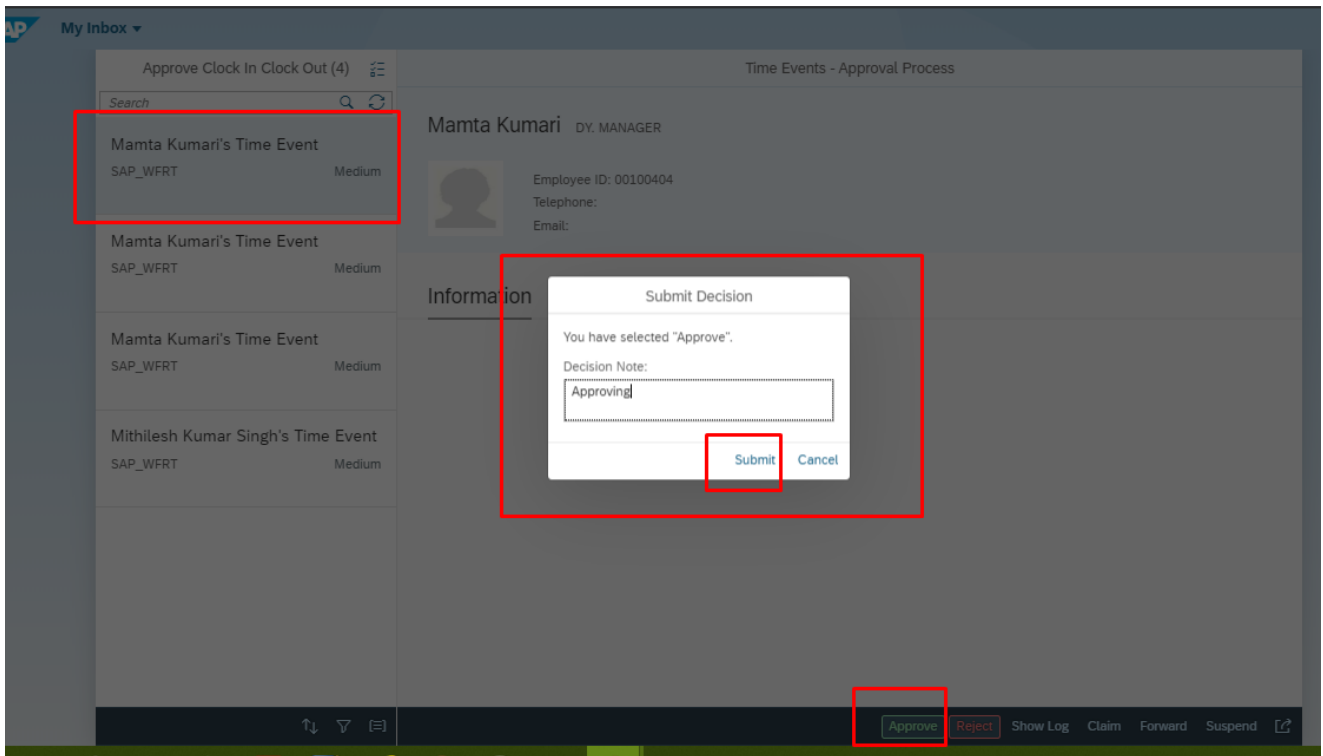 My Inbox
Approve Clock In Clock Out (4)
Search
Mamta Kumari's Time Event
SAP_WFRT Medium
Mamta Kumari's Time Event
SAP_WFRT Medium
Mamta Kumari's Time Event
SAP_WFRT Medium
Mithilesh Kumar Singh's Time Event
SAP_WFRT Medium
Time Events - Approval Process
Mamta Kumari DY. MANAGER
Employee ID: 00100404
Telephone:
Email:
Information
Submit Decision
You have selected "Approve".
Decision Note:
Approving
Submit Cancel
Approve Reject Show Log Claim Forward Suspend